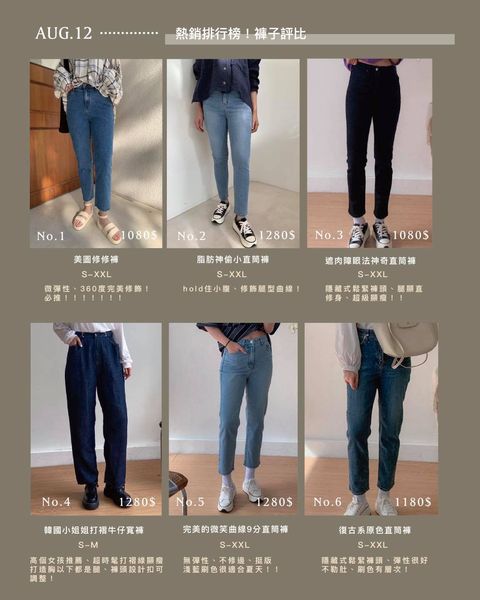 AUG.12 ·············· 熱銷排行榜！褲子評比
No.1 1080$
美圖修修褲
S-XXL
微彈性、360度完美修飾！
必推！！！！！！！
No.2 1280$
脂肪神偷小直筒褲
S-XXL
hold住小腹、修飾腿型曲線！
No.3 1080$
遮肉障眼法神奇直筒褲
S-XXL
隱藏式鬆緊褲頭、腿顯直
修身、超級顯瘦！！
No.4 1280$
韓國小姐姐打褶牛仔寬褲
S-M
高個女孩推薦、超時髦打褶線顯瘦
打造胸以下都是腿、褲頭設計扣可
調整！
No.5 1280$
完美的微笑曲線9分直筒褲
S-XXL
無彈性、不修邊、挺版
淺藍刷色很適合夏天！！
No.6 1180$
復古系原色直筒褲
S-XXL
隱藏式鬆緊褲頭、彈性很好
不勒肚、刷色有層次！